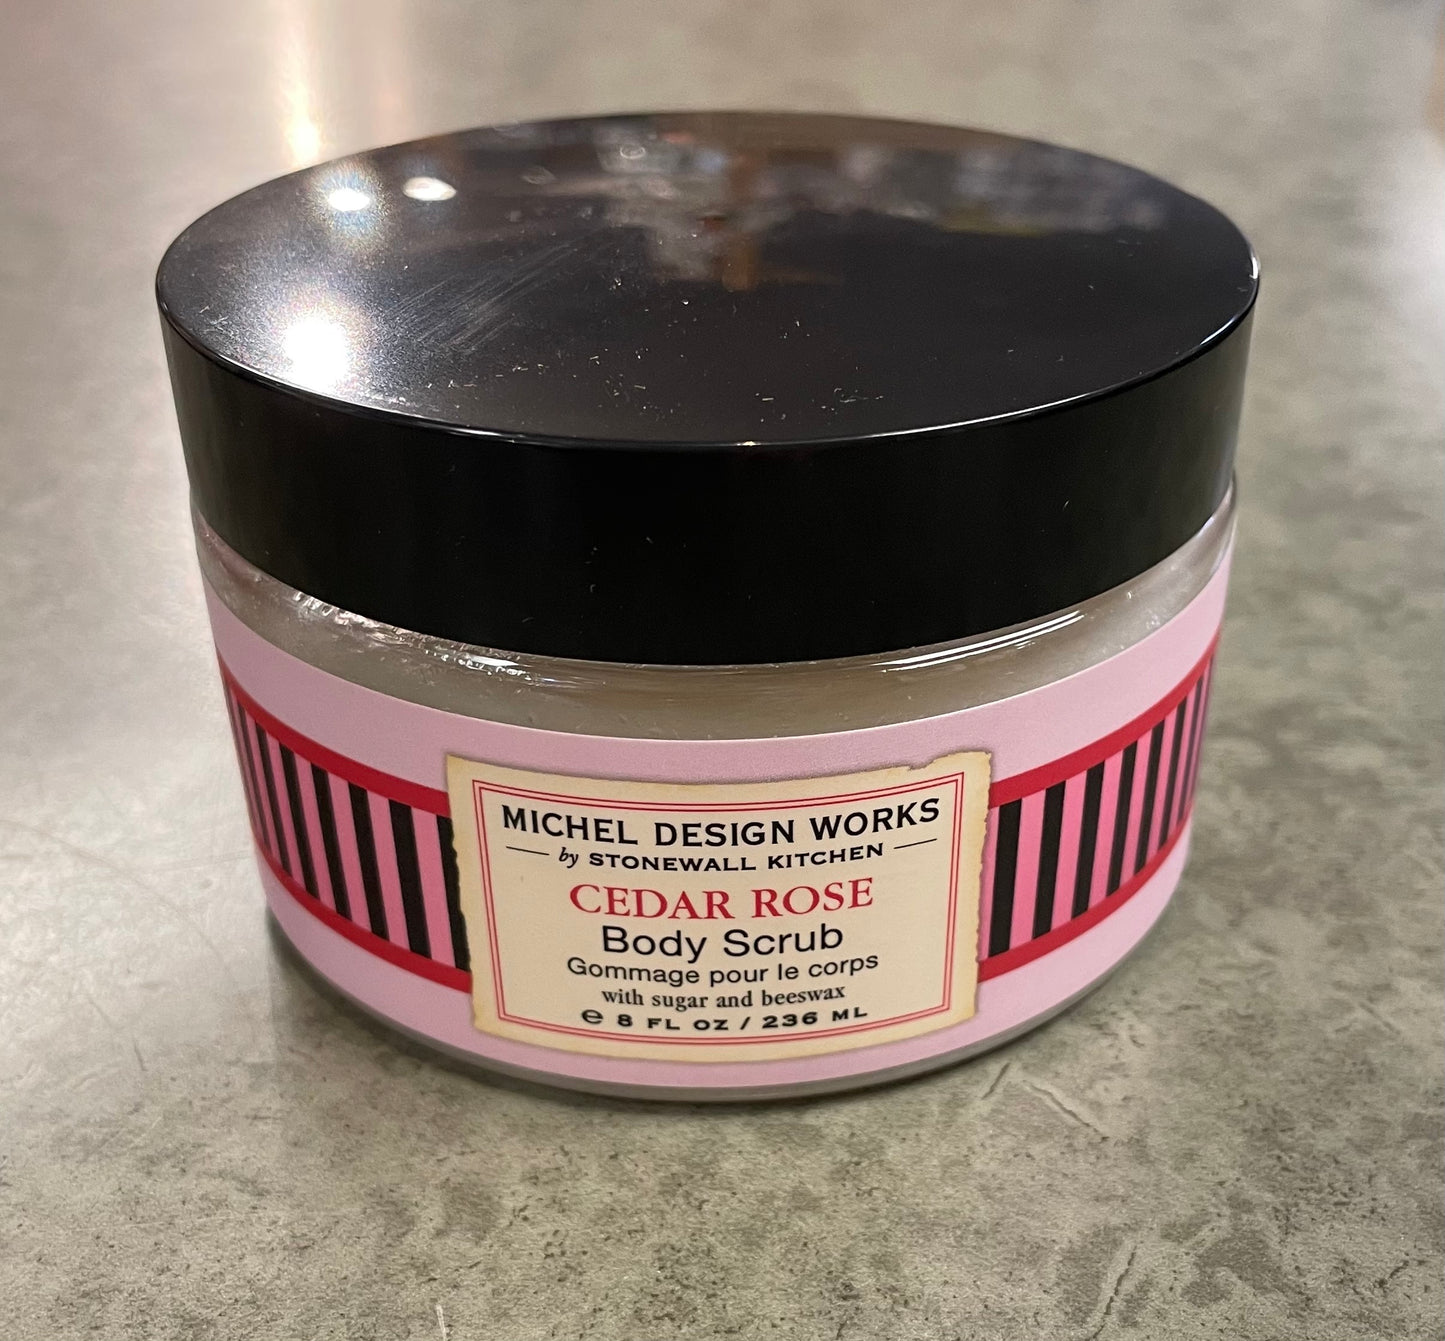 MICHEL DESIGN WORKS
by STONEWALL KITCHEN
CEDAR ROSE
Body Scrub
Gommage pour le corps
with sugar and beeswax
℮ 8 FL OZ / 236 ML